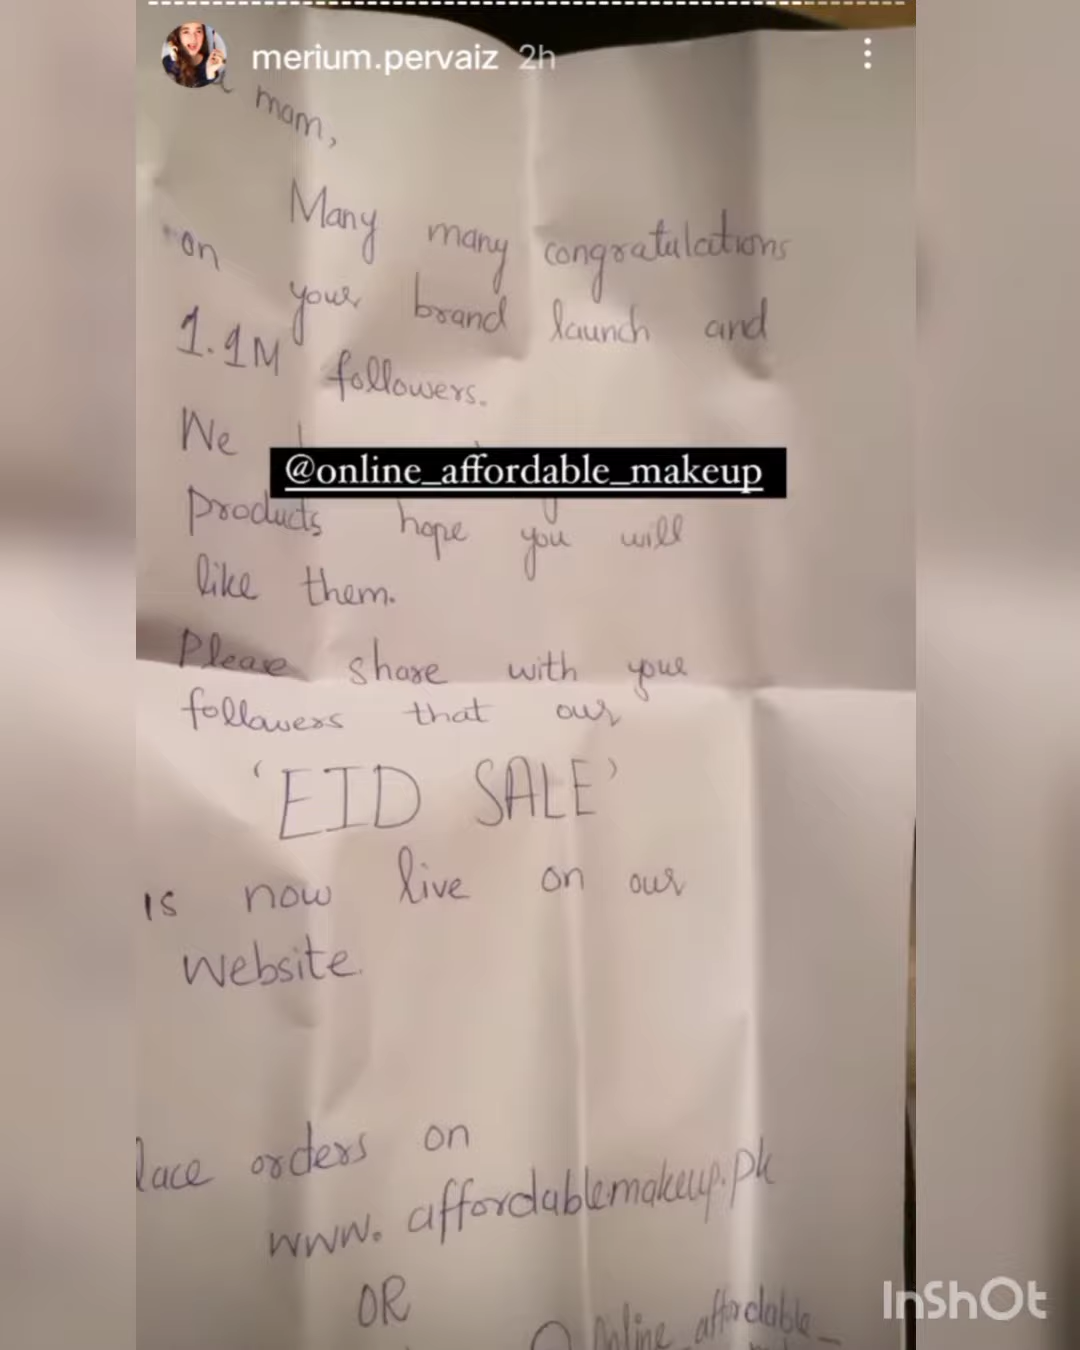 merium.pervaiz 2h
mam,
Many many congratulations
on your brand launch and
1.1M followers.
We
@online_affordable_makeup
products hope you will
like them.
Please share with your
followers that our
'EID SALE'
is now live on our
website.
lace orders on
www.affordablemakeup.pk
OR
Online_affordable_
InShOt